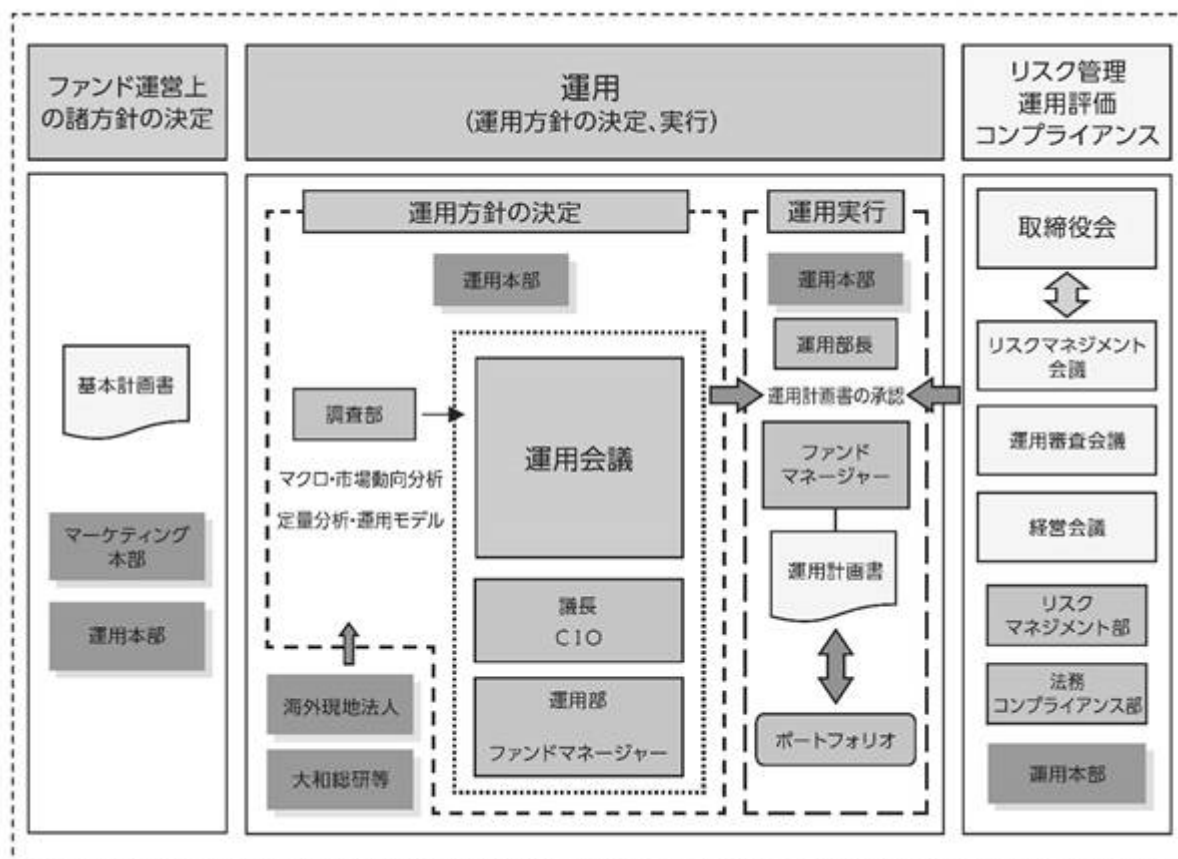 ファンド運営上
の諸方針の決定
運用
(運用方針の決定、実行)
リスク管理
運用評価
コンプライアンス
基本計画書
マーケティング
本部
運用本部
運用方針の決定
運用本部
調査部
マクロ・市場動向分析
定量分析・運用モデル
海外現地法人
大和総研等
運用会議
議長
CIO
運用部
ファンドマネージャー
運用実行
運用本部
運用部長
運用計画書の承認
ファンド
マネージャー
運用計画書
ポートフォリオ
取締役会
リスクマネジメント
会議
運用審査会議
経営会議
リスク
マネジメント部
法務
コンプライアンス部
運用本部